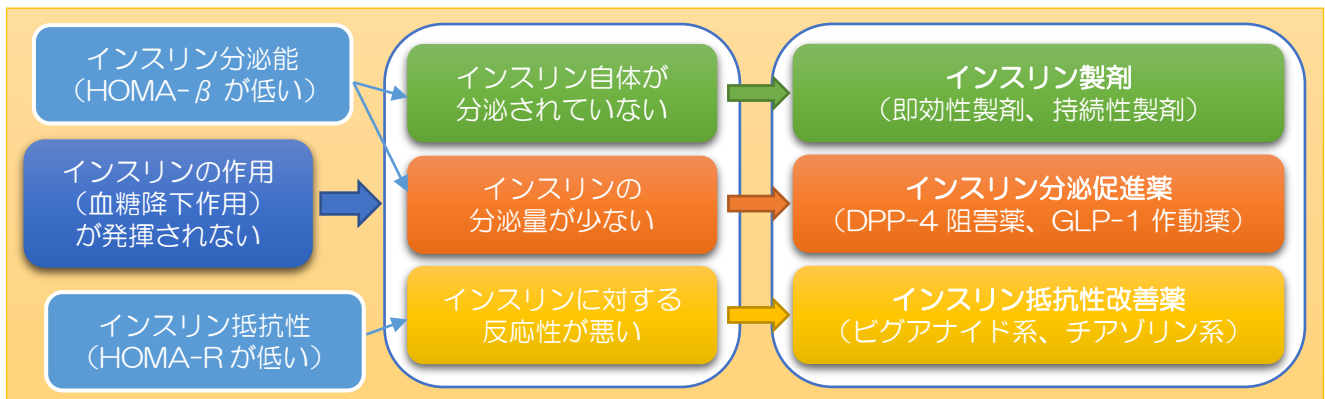 インスリン分泌能
（HOMA-β が低い）
インスリンの作用
（血糖降下作用）
が発揮されない
インスリン抵抗性
（HOMA-R が低い）
インスリン自体が
分泌されていない
インスリンの
分泌量が少ない
インスリンに対する
反応性が悪い
インスリン製剤
（即効性製剤、持続性製剤）
インスリン分泌促進薬
（DPP-4 阻害薬、GLP-1 作動薬）
インスリン抵抗性改善薬
（ビグアナイド系、チアゾリン系）